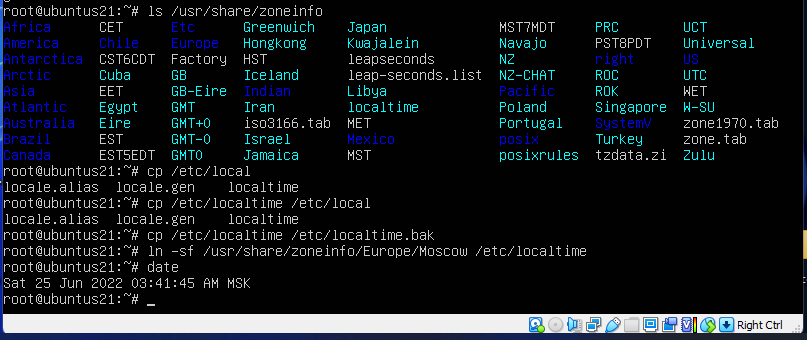 root@ubuntus21:~# ls /usr/share/zoneinfo
Africa CET Etc Greenwich Japan MST7MDT PRC UCT
America Chile Europe Hongkong Kwajalein Navajo PST8PDT Universal
Antarctica CST6CDT Factory HST leapseconds NZ right US
Arctic Cuba GB Iceland leap-seconds.list NZ-CHAT ROC UTC
Asia EET GB-Eire Indian Libya Pacific ROK WET
Atlantic Egypt GMT Iran localtime Poland Singapore W-SU
Australia Eire GMT+0 iso3166.tab MET Portugal SystemV zone1970.tab
Brazil EST GMT-0 Israel Mexico posix Turkey zone.tab
Canada EST5EDT GMT0 Jamaica MST posixrules tzdata.zi Zulu
root@ubuntus21:~# cp /etc/local
locale.alias locale.gen localtime
root@ubuntus21:~# cp /etc/localtime /etc/local
locale.alias locale.gen localtime
root@ubuntus21:~# cp /etc/localtime /etc/localtime.bak
root@ubuntus21:~# ln -sf /usr/share/zoneinfo/Europe/Moscow /etc/localtime
root@ubuntus21:~# date
Sat 25 Jun 2022 03:41:45 AM MSK
root@ubuntus21:~# _
Right Ctrl